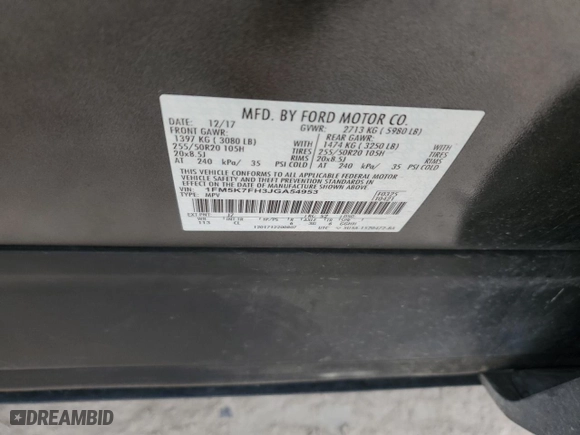 MFD. BY FORD MOTOR CO.
DATE: 12/17 GVWR: 2713 KG ( 5980 LB)
FRONT GAWR: REAR GAWR:
1397 KG ( 3080 LB) 1474 KG ( 3250 LB)
255/50R20 105H WITH TIRES 255/50R20 105H WITH TIRES
20x8.5J RIMS 20x8.5J RIMS
AT 240 kPa/ 35 PSI COLD AT 240 kPa/ 35 PSI COLD
THIS VEHICLE CONFORMS TO ALL APPLICABLE FEDERAL MOTOR
VEHICLE SAFETY AND THEFT PREVENTION STANDARDS IN EFFECT
ON THE DATE OF MANUFACTURE SHOWN ABOVE.
VIN: 1FM5K7FH3JGA54953
TYPE: MPV
EXT PNT:
113
DREAMBID